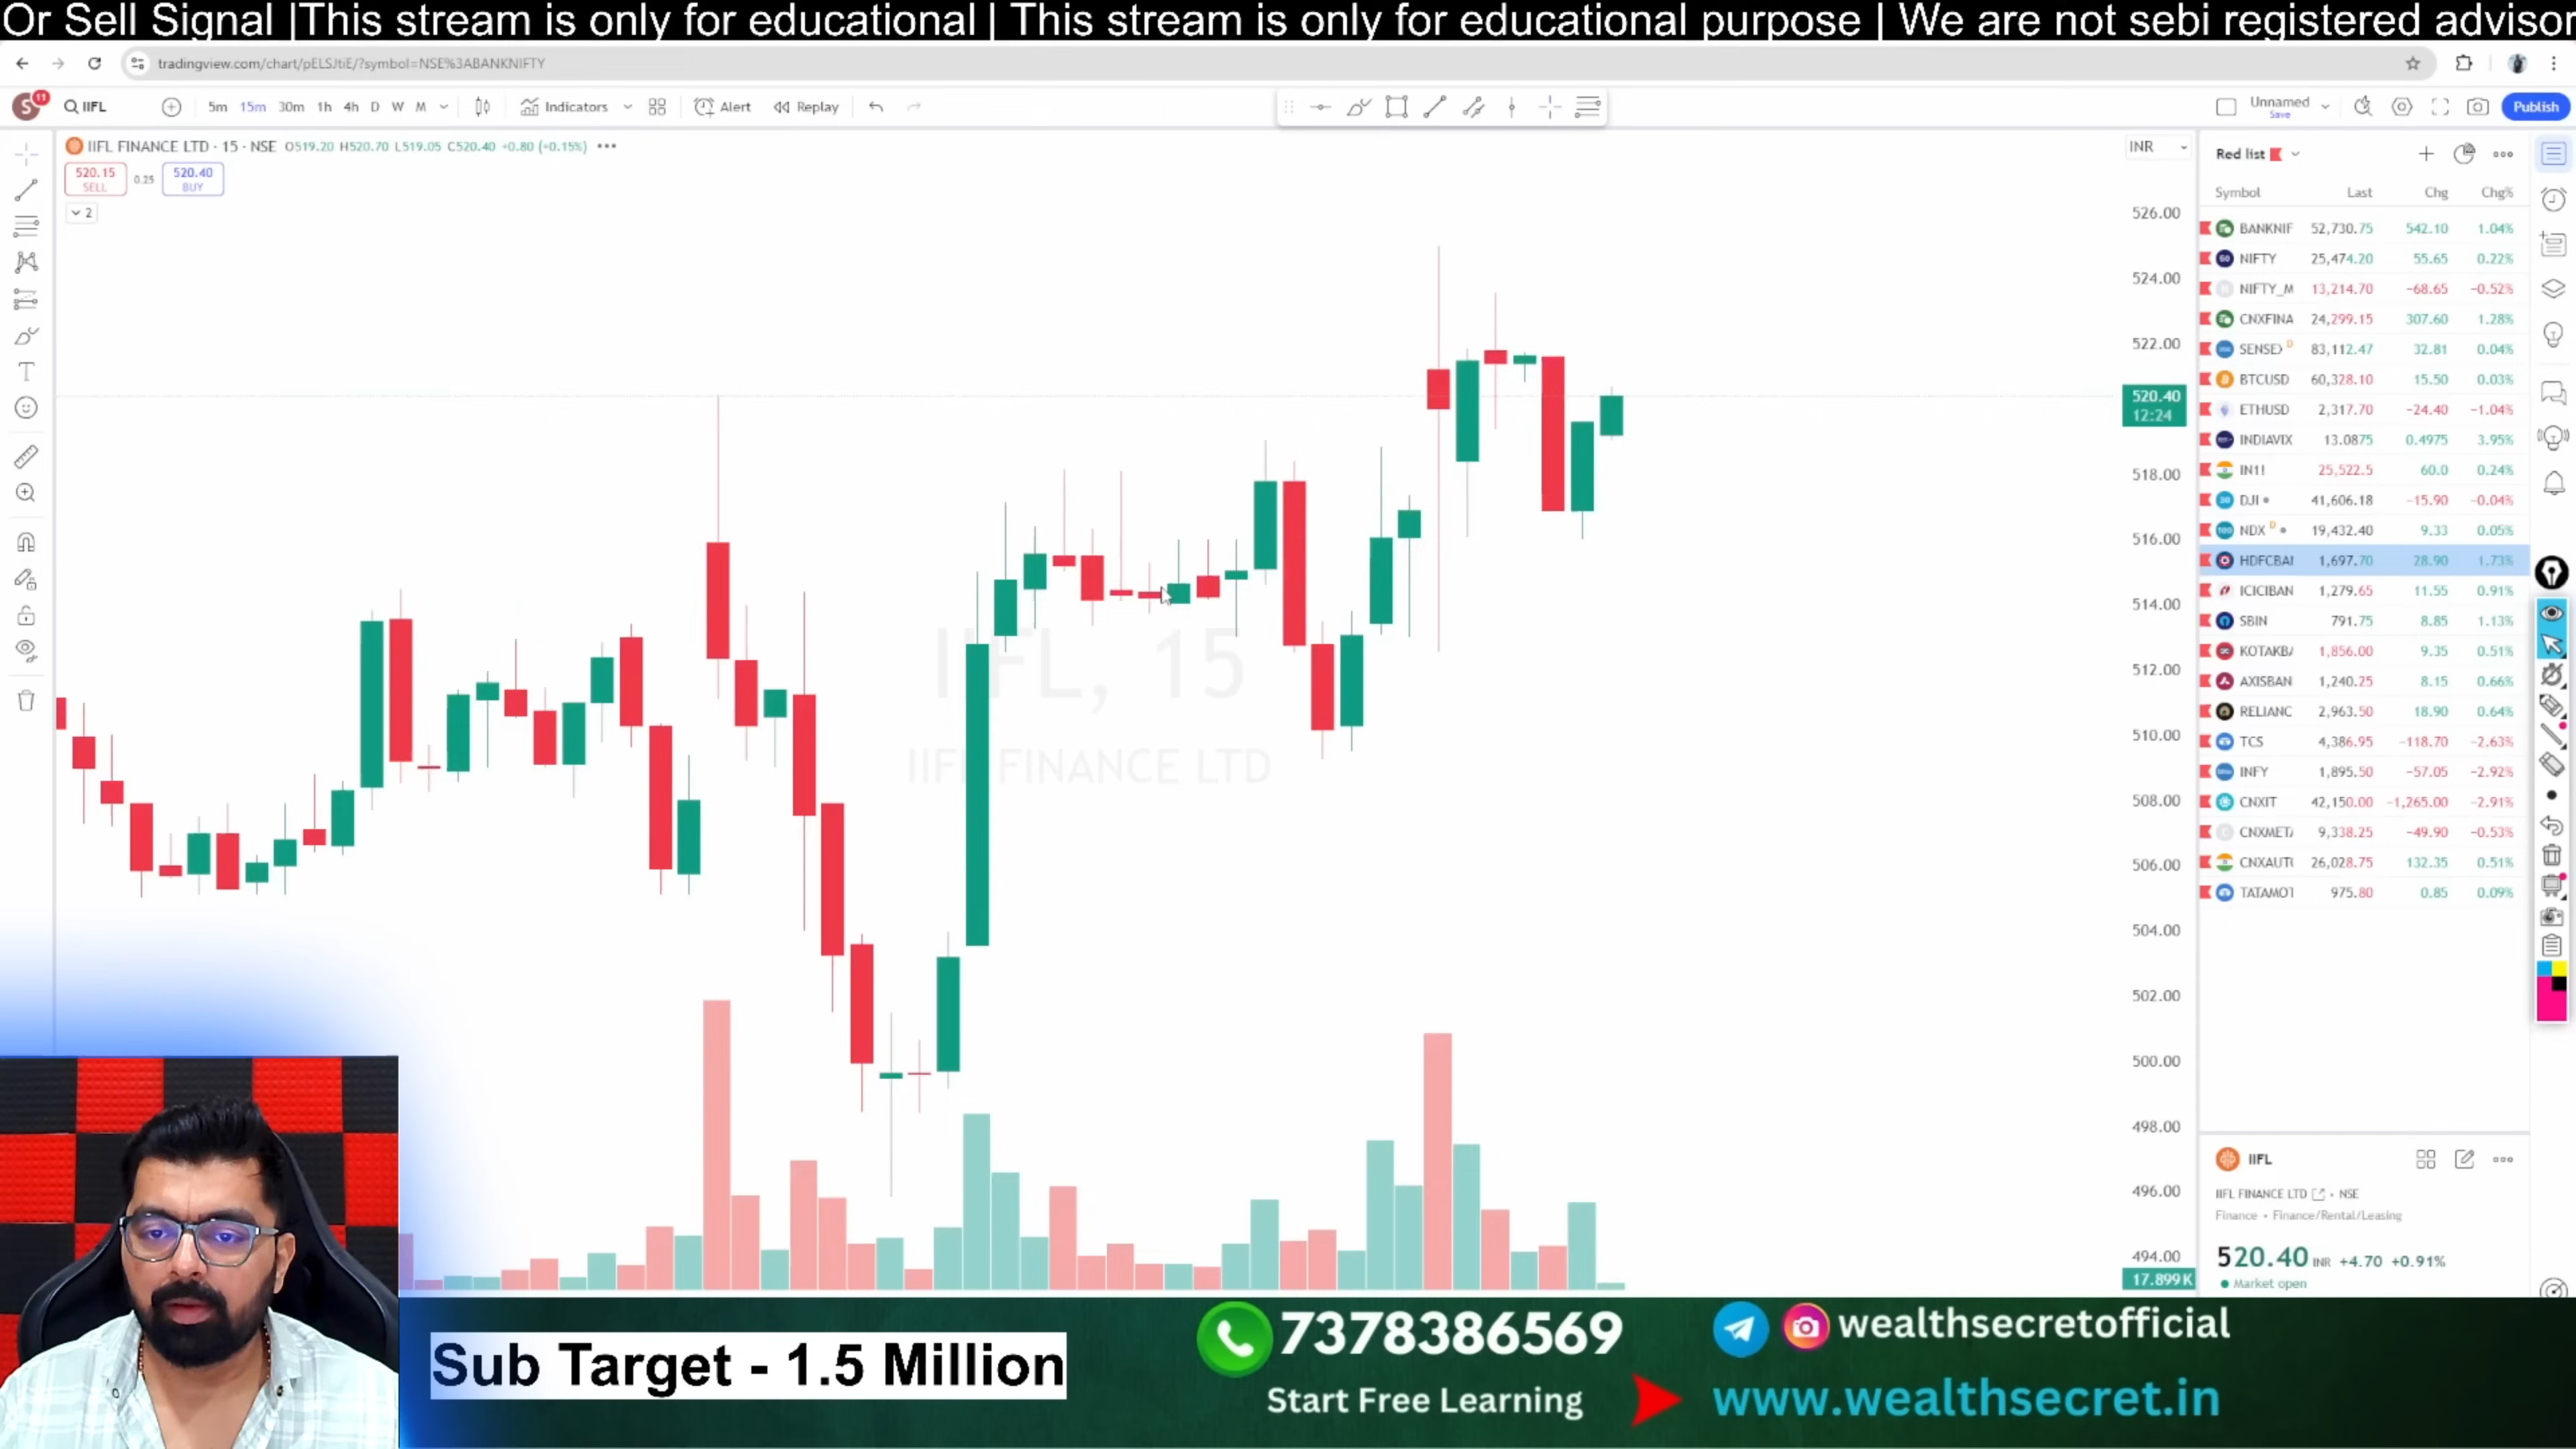 Or Sell Signal |This stream is only for educational | This stream is only for educational purpose | We are not sebi registered advisor
tradingview.com/chart/pELSJtiE/?symbol=NSE%3ABANKNIFTY
S 11 IIFL 5m 15m 30m 1h 4h D W M Indicators Alert Replay Unnamed Save Publish
IIFL FINANCE LTD · 15 · NSE O519.20 H520.70 L519.05 C520.40 +0.80 (+0.15%)
520.15 SELL 0.25 520.40 BUY
2
INR
526.00
524.00
522.00
520.40
12:24
518.00
516.00
514.00
512.00
510.00
508.00
506.00
504.00
502.00
500.00
498.00
496.00
494.00
17.899 K
IIFL, 15
IIFL FINANCE LTD
Red list
Symbol Last Chg Chg%
BANKNIF 52,730.75 542.10 1.04%
NIFTY 25,474.20 55.65 0.22%
NIFTY_M 13,214.70 −68.65 −0.52%
CNXFINA 24,299.15 307.60 1.28%
SENSEX D 83,112.47 32.81 0.04%
BTCUSD 60,328.10 15.50 0.03%
ETHUSD 2,317.70 −24.40 −1.04%
INDIAVIX 13.0875 0.4975 3.95%
IN1! 25,522.5 60.0 0.24%
DJI 41,606.18 −15.90 −0.04%
NDX D 19,432.40 9.33 0.05%
HDFCBAI 1,697.70 28.90 1.73%
ICICIBAN 1,279.65 11.55 0.91%
SBIN 791.75 8.85 1.13%
KOTAKB 1,856.00 9.35 0.51%
AXISBAN 1,240.25 8.15 0.66%
RELIANC 2,963.50 18.90 0.64%
TCS 4,386.95 −118.70 −2.63%
INFY 1,895.50 −57.05 −2.92%
CNXIT 42,150.00 −1,265.00 −2.91%
CNXMET 9,338.25 −49.90 −0.53%
CNXAUT 26,028.75 132.35 0.51%
TATAMOT 975.80 0.85 0.09%
IIFL
IIFL FINANCE LTD · NSE
Finance · Finance/Rental/Leasing
520.40 INR +4.70 +0.91%
Market open
Sub Target - 1.5 Million
7378386569
Start Free Learning
wealthsecretofficial
www.wealthsecret.in